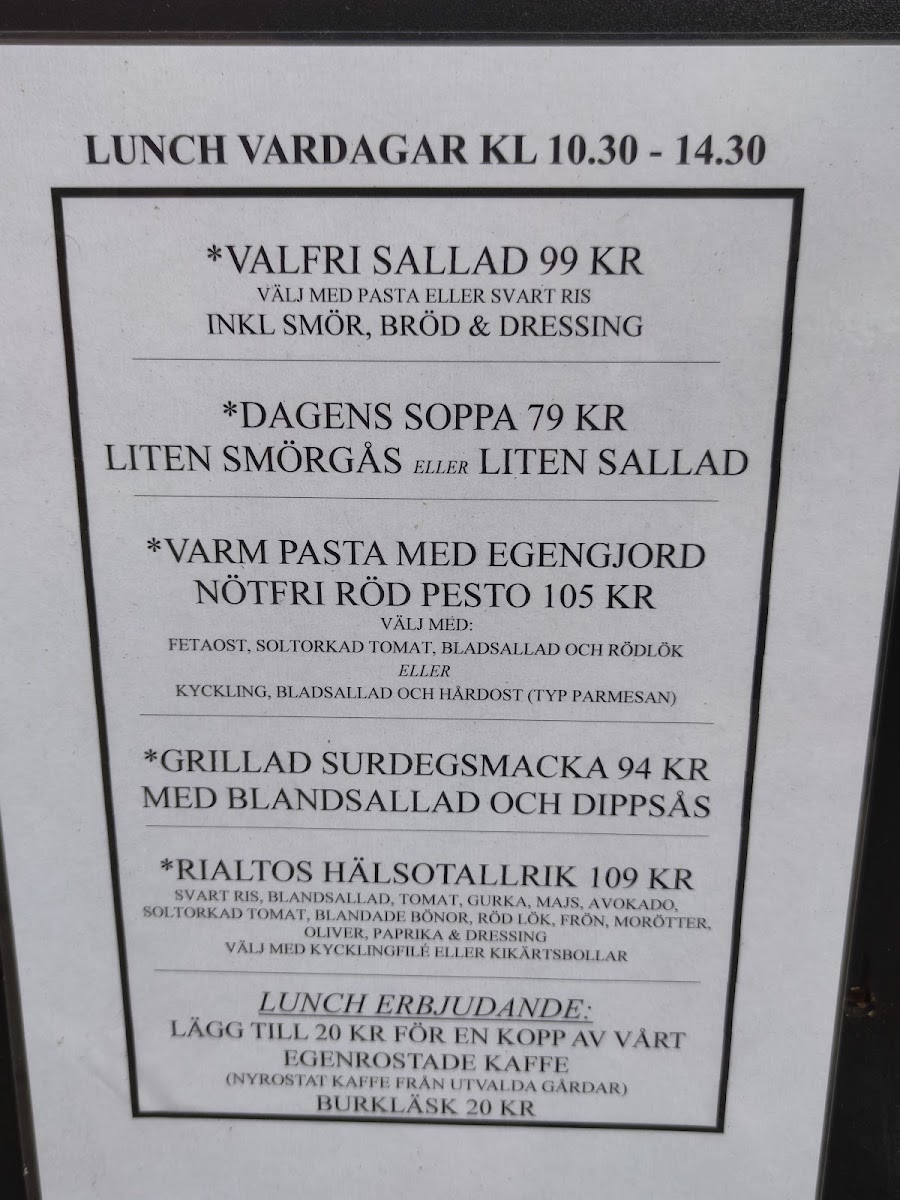 LUNCH VARDAGAR KL 10.30 - 14.30
*VALFRI SALLAD 99 KR
VÄLJ MED PASTA ELLER SVART RIS
INKL SMÖR, BRÖD & DRESSING
*DAGENS SOPPA 79 KR
LITEN SMÖRGÅS ELLER LITEN SALLAD
*VARM PASTA MED EGENGJORD
NÖTFRI RÖD PESTO 105 KR
VÄLJ MED:
FETAOST, SOLTORKAD TOMAT, BLADSALLAD OCH RÖDLÖK
ELLER
KYCKLING, BLADSALLAD OCH HÅRDOST (TYP PARMESAN)
*GRILLAD SURDEGSMACKA 94 KR
MED BLANDSALLAD OCH DIPPSÅS
*RIALTOS HÄLSOTALLRIK 109 KR
SVART RIS, BLANDSALLAD, TOMAT, GURKA, MAJS, AVOKADO,
SOLTORKAD TOMAT, BLANDADE BÖNOR, RÖD LÖK, FRÖN, MORÖTTER,
OLIVER, PAPRIKA & DRESSING
VÄLJ MED KYCKLINGFILÉ ELLER KIKÄRTSBOLLAR
LUNCH ERBJUDANDE:
LÄGG TILL 20 KR FÖR EN KOPP AV VÅRT
EGENROSTADE KAFFE
(NYROSTAT KAFFE FRÅN UTVALDA GÅRDAR)
BURKLÄSK 20 KR